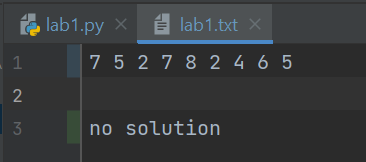 lab1.py × lab1.txt ×
1 7 5 2 7 8 2 4 6 5
2
3 no solution